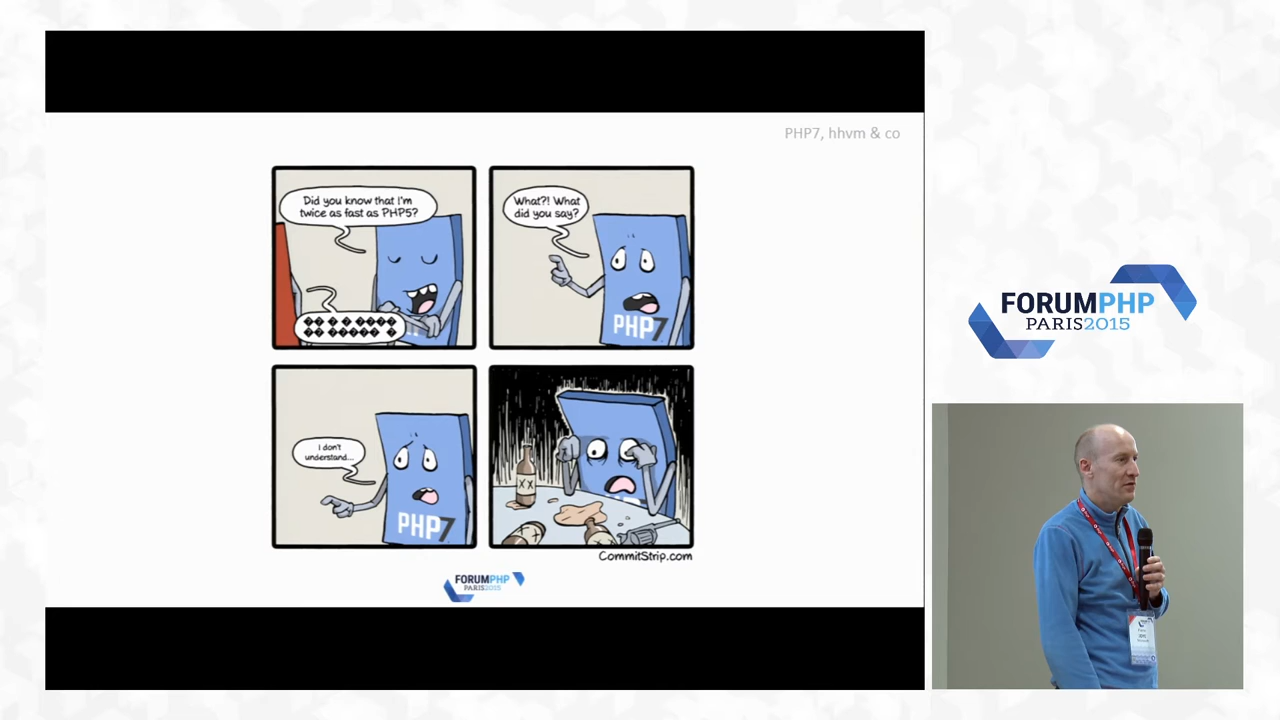 PHP7, hhvm & co
Did you know that I'm
twice as fast as PHP5?
�� � � ����
�� ����� �
What?! What
did you say?
PHP7
I don't
understand...
PHP7
XX
CommitStrip.com
FORUMPHP
PARIS2015
FORUMPHP
PARIS2015